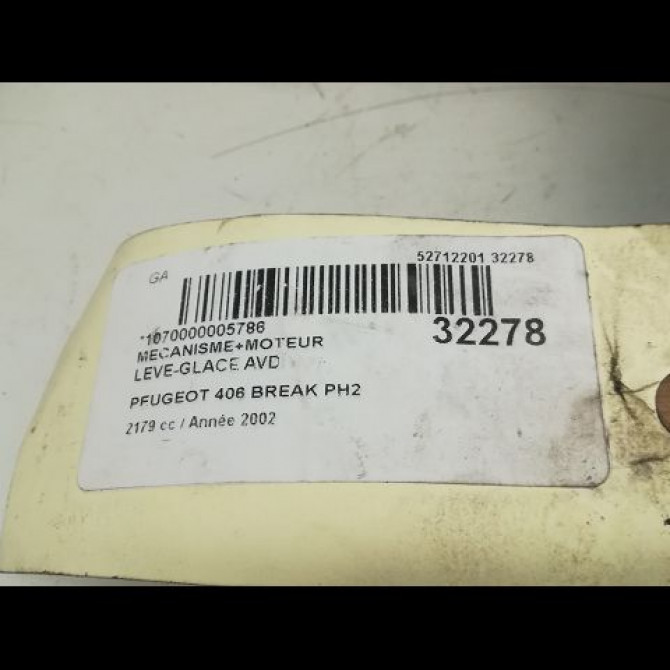 GA
52712201 32278
*1070000005786
32278
MECANISME+MOTEUR
LEVE-GLACE AVD
PEUGEOT 406 BREAK PH2
2179 cc / Année 2002